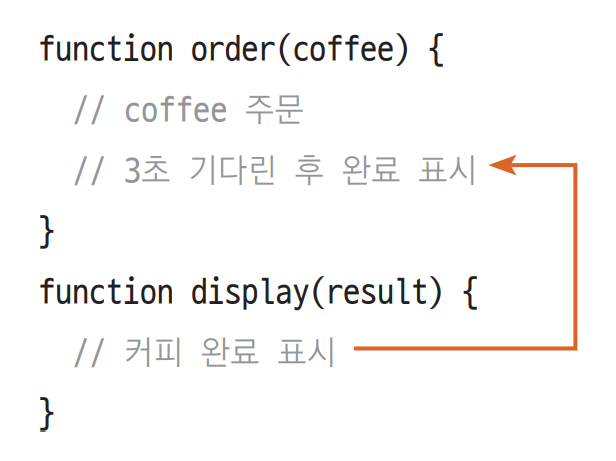 function order(coffee) {
// coffee 주문
// 3초 기다린 후 완료 표시
}
function display(result) {
// 커피 완료 표시
}